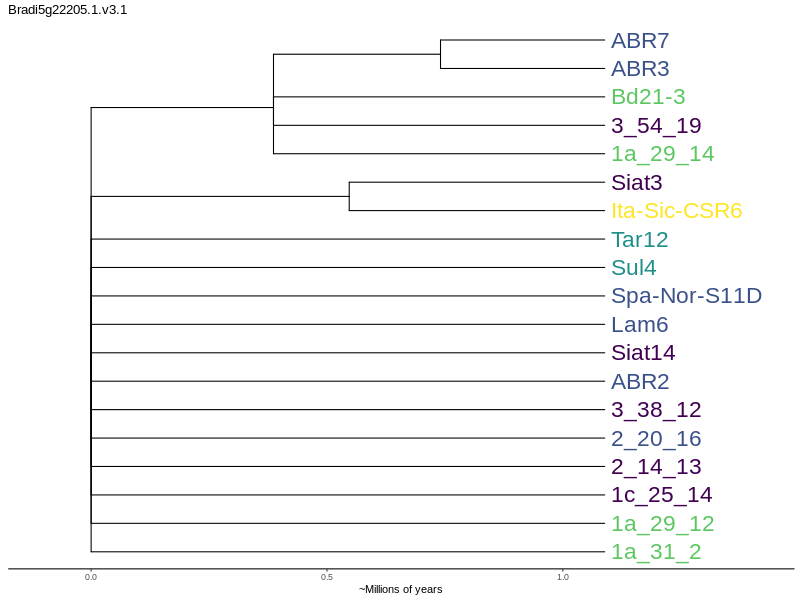 Bradi5g22205.1.v3.1
ABR7
ABR3
Bd21-3
3_54_19
1a_29_14
Siat3
Ita-Sic-CSR6
Tar12
Sul4
Spa-Nor-S11D
Lam6
Siat14
ABR2
3_38_12
2_20_16
2_14_13
1c_25_14
1a_29_12
1a_31_2
0.0 0.5 1.0
~Millions of years